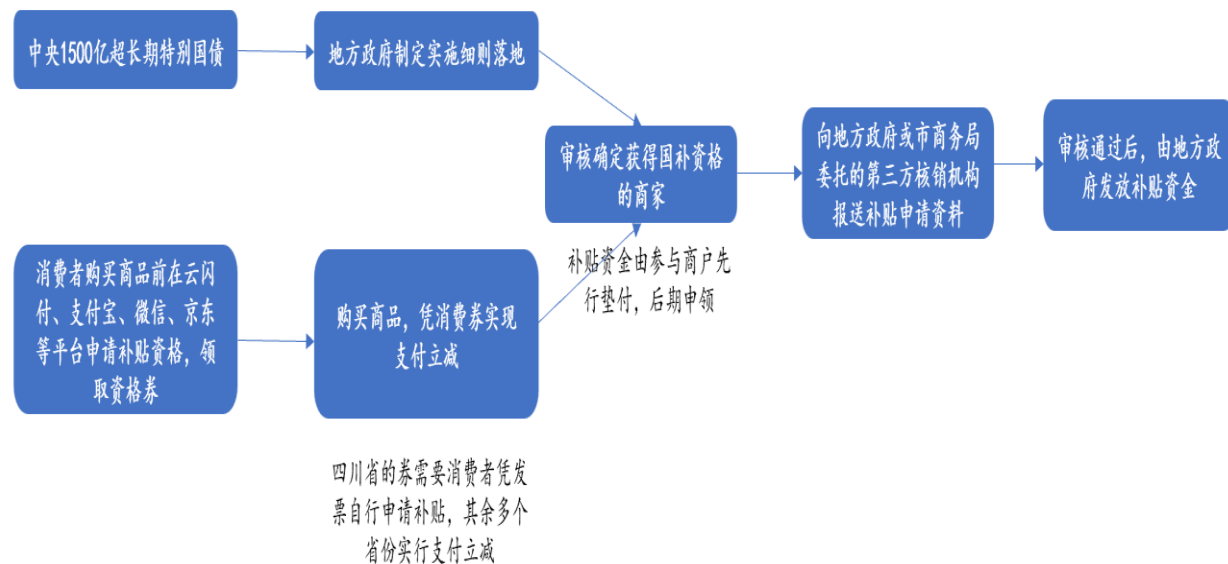 中央1500亿超长期特别国债
地方政府制定实施细则落地
审核确定获得国补资格
的商家
向地方政府或市商务局
委托的第三方核销机构
报送补贴申请资料
审核通过后，由地方政
府发放补贴资金
消费者购买商品前在云闪
付、支付宝、微信、京东
等平台申请补贴资格，领
取资格券
购买商品，凭消费券实现
支付立减
补贴资金由参与商户先
行垫付，后期申领
四川省的券需要消费者凭发
票自行申请补贴，其余多个
省份实行支付立减